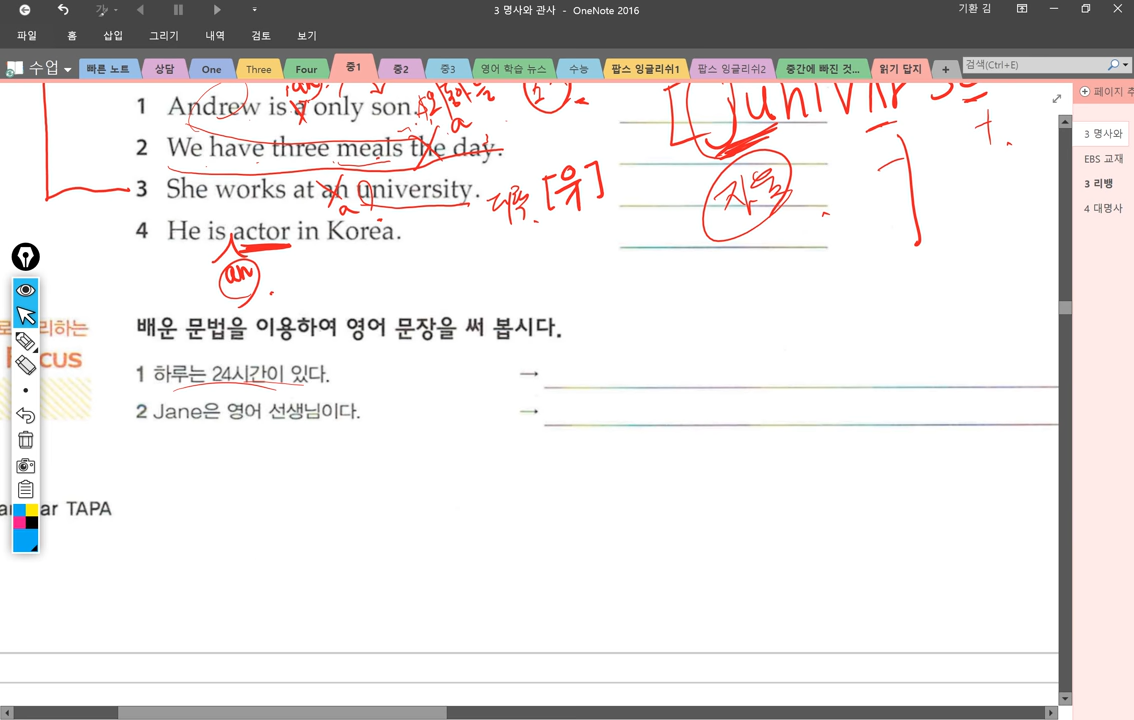 3 명사와 관사 - OneNote 2016
기환 김
파일 홈 삽입 그리기 내역 검토 보기
수업 빠른 노트 상담 One Three Four 중1 중2 중3 영어 학습 뉴스 수능 팝스 잉글리쉬1 팝스 잉글리쉬2 중간에 빠진 것... 읽기 답지 + 검색(Ctrl+E)
페이지 추
3 명사와
EBS 교재
3 리뱅
4 대명사
1 Andrew is a only son.
a
2 We have three meals the day.
3 She works at an university.
a
[유]
자음
4 He is actor in Korea.
an
리하는
배운 문법을 이용하여 영어 문장을 써 봅시다.
cus
1 하루는 24시간이 있다. →
2 Jane은 영어 선생님이다. →
ar TAPA